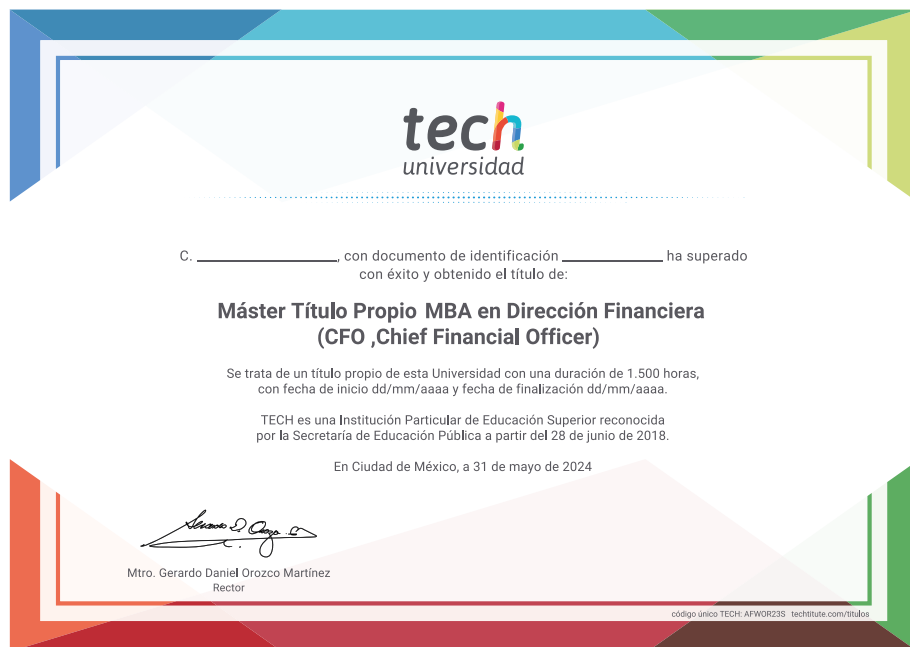 tech
universidad
C. ____________________, con documento de identificación ______________ ha superado
con éxito y obtenido el título de:
Máster Título Propio MBA en Dirección Financiera
(CFO ,Chief Financial Officer)
Se trata de un título propio de esta Universidad con una duración de 1.500 horas,
con fecha de inicio dd/mm/aaaa y fecha de finalización dd/mm/aaaa.
TECH es una Institución Particular de Educación Superior reconocida
por la Secretaría de Educación Pública a partir del 28 de junio de 2018.
En Ciudad de México, a 31 de mayo de 2024
Mtro. Gerardo Daniel Orozco Martínez
Rector
código único TECH: AFWOR23S techtitute.com/titulos